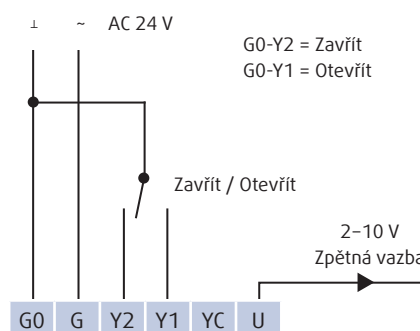 ⊥ ~ AC 24 V
G0-Y2 = Zavřít
G0-Y1 = Otevřít
Zavřít / Otevřít
2–10 V
Zpětná vazba
G0 G Y2 Y1 YC U